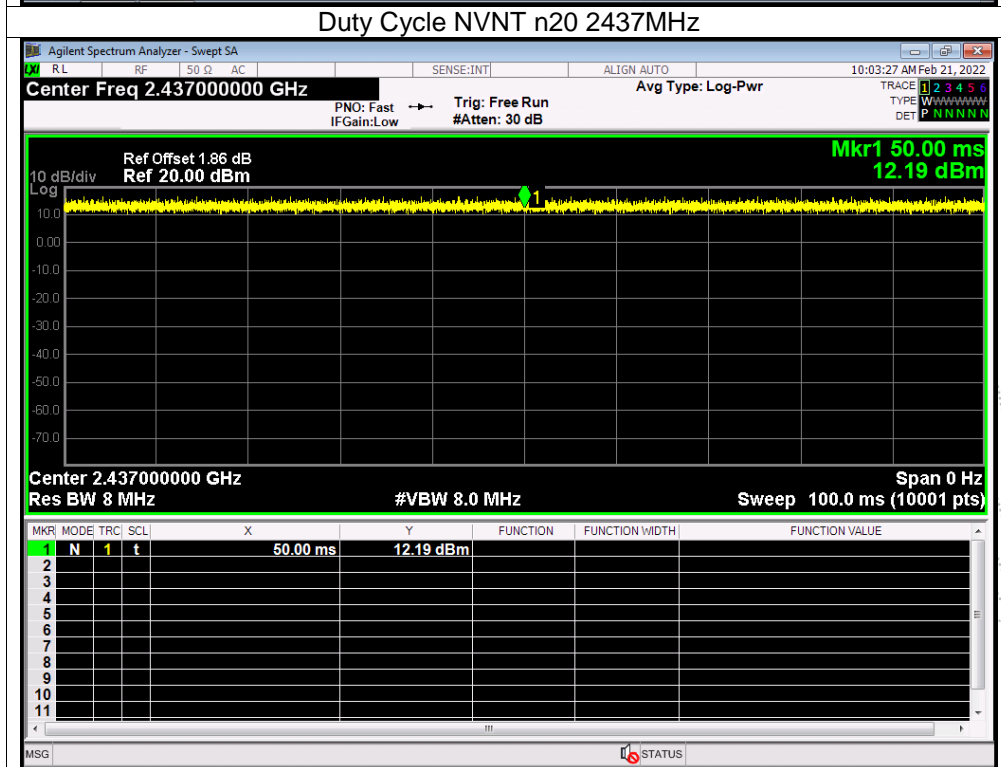 Duty Cycle NVNT n20 2437MHz
Agilent Spectrum Analyzer - Swept SA
LXI RL RF 50 Ω AC SENSE:INT ALIGN AUTO 10:03:27 AM Feb 21, 2022
Center Freq 2.437000000 GHz
PNO: Fast
IFGain:Low
Trig: Free Run
#Atten: 30 dB
Avg Type: Log-Pwr
TRACE 1 2 3 4 5 6
TYPE WWWWWW
DET P N N N N N
Ref Offset 1.86 dB
10 dB/div Ref 20.00 dBm
Log
Mkr1 50.00 ms
12.19 dBm
1
10.0
0.00
-10.0
-20.0
-30.0
-40.0
-50.0
-60.0
-70.0
Center 2.437000000 GHz Span 0 Hz
Res BW 8 MHz #VBW 8.0 MHz Sweep 100.0 ms (10001 pts)
MKR MODE TRC SCL X Y FUNCTION FUNCTION WIDTH FUNCTION VALUE
1 N 1 t 50.00 ms 12.19 dBm
2
3
4
5
6
7
8
9
10
11
MSG STATUS